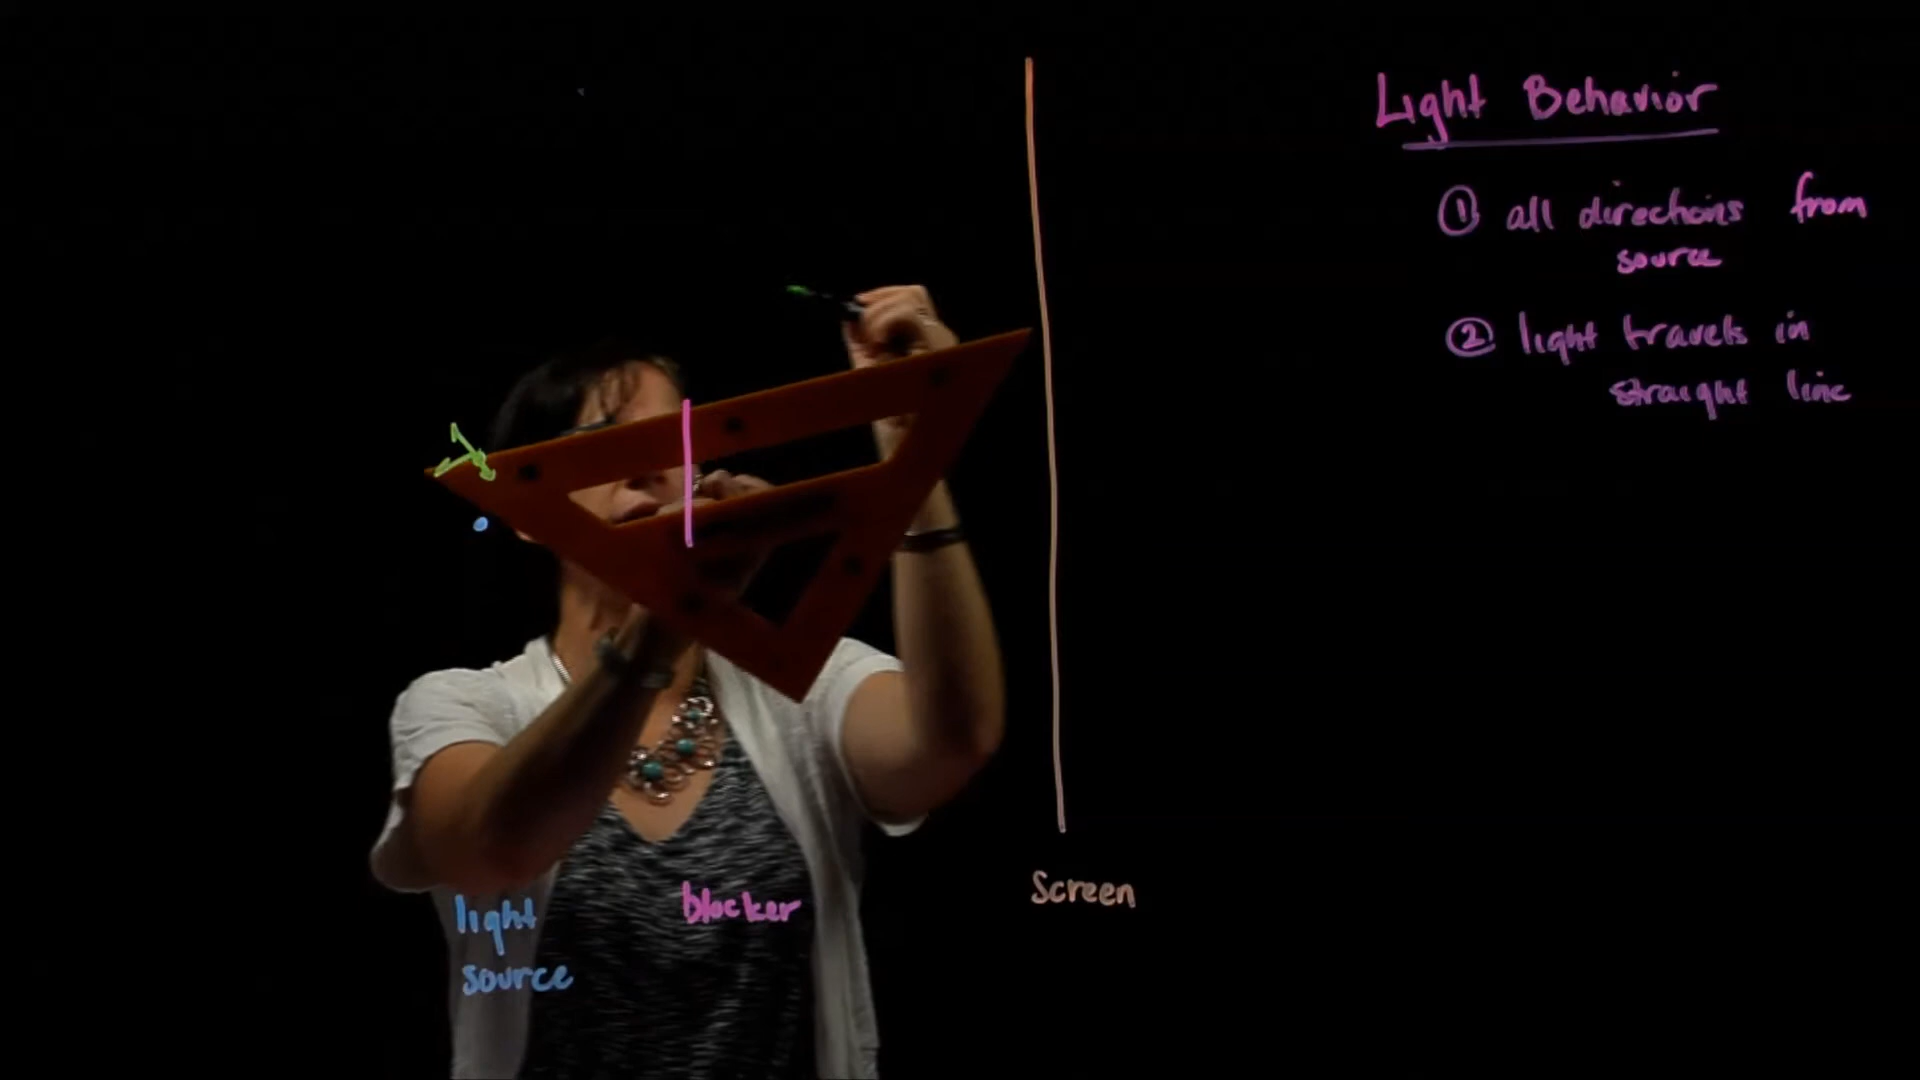 Light Behavior
① all directions from
source
② light travels in
straight line
light
source
blocker
Screen